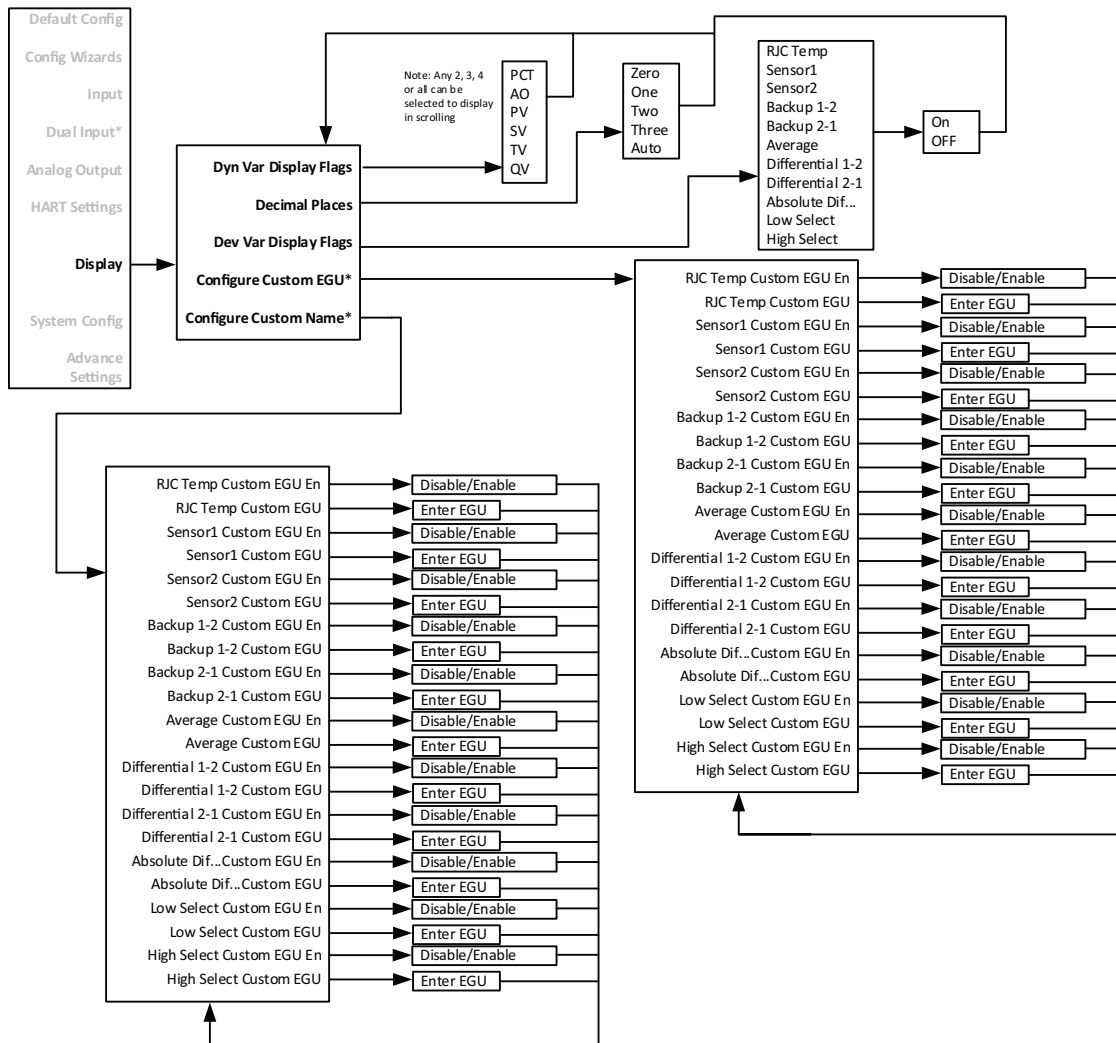 Default Config
Config Wizards
Input
Dual Input*
Analog Output
HART Settings
Display
System Config
Advance
Settings
Dyn Var Display Flags
Decimal Places
Dev Var Display Flags
Configure Custom EGU*
Configure Custom Name*
Note: Any 2, 3, 4
or all can be
selected to display
in scrolling
PCT
AO
PV
SV
TV
QV
Zero
One
Two
Three
Auto
RJC Temp
Sensor1
Sensor2
Backup 1-2
Backup 2-1
Average
Differential 1-2
Differential 2-1
Absolute Dif...
Low Select
High Select
On
OFF
RJC Temp Custom EGU En Disable/Enable
RJC Temp Custom EGU Enter EGU
Sensor1 Custom EGU En Disable/Enable
Sensor1 Custom EGU Enter EGU
Sensor2 Custom EGU En Disable/Enable
Sensor2 Custom EGU Enter EGU
Backup 1-2 Custom EGU En Disable/Enable
Backup 1-2 Custom EGU Enter EGU
Backup 2-1 Custom EGU En Disable/Enable
Backup 2-1 Custom EGU Enter EGU
Average Custom EGU En Disable/Enable
Average Custom EGU Enter EGU
Differential 1-2 Custom EGU En Disable/Enable
Differential 1-2 Custom EGU Enter EGU
Differential 2-1 Custom EGU En Disable/Enable
Differential 2-1 Custom EGU Enter EGU
Absolute Dif...Custom EGU En Disable/Enable
Absolute Dif...Custom EGU Enter EGU
Low Select Custom EGU En Disable/Enable
Low Select Custom EGU Enter EGU
High Select Custom EGU En Disable/Enable
High Select Custom EGU Enter EGU
RJC Temp Custom EGU En Disable/Enable
RJC Temp Custom EGU Enter EGU
Sensor1 Custom EGU En Disable/Enable
Sensor1 Custom EGU Enter EGU
Sensor2 Custom EGU En Disable/Enable
Sensor2 Custom EGU Enter EGU
Backup 1-2 Custom EGU En Disable/Enable
Backup 1-2 Custom EGU Enter EGU
Backup 2-1 Custom EGU En Disable/Enable
Backup 2-1 Custom EGU Enter EGU
Average Custom EGU En Disable/Enable
Average Custom EGU Enter EGU
Differential 1-2 Custom EGU En Disable/Enable
Differential 1-2 Custom EGU Enter EGU
Differential 2-1 Custom EGU En Disable/Enable
Differential 2-1 Custom EGU Enter EGU
Absolute Dif...Custom EGU En Disable/Enable
Absolute Dif...Custom EGU Enter EGU
Low Select Custom EGU En Disable/Enable
Low Select Custom EGU Enter EGU
High Select Custom EGU En Disable/Enable
High Select Custom EGU Enter EGU